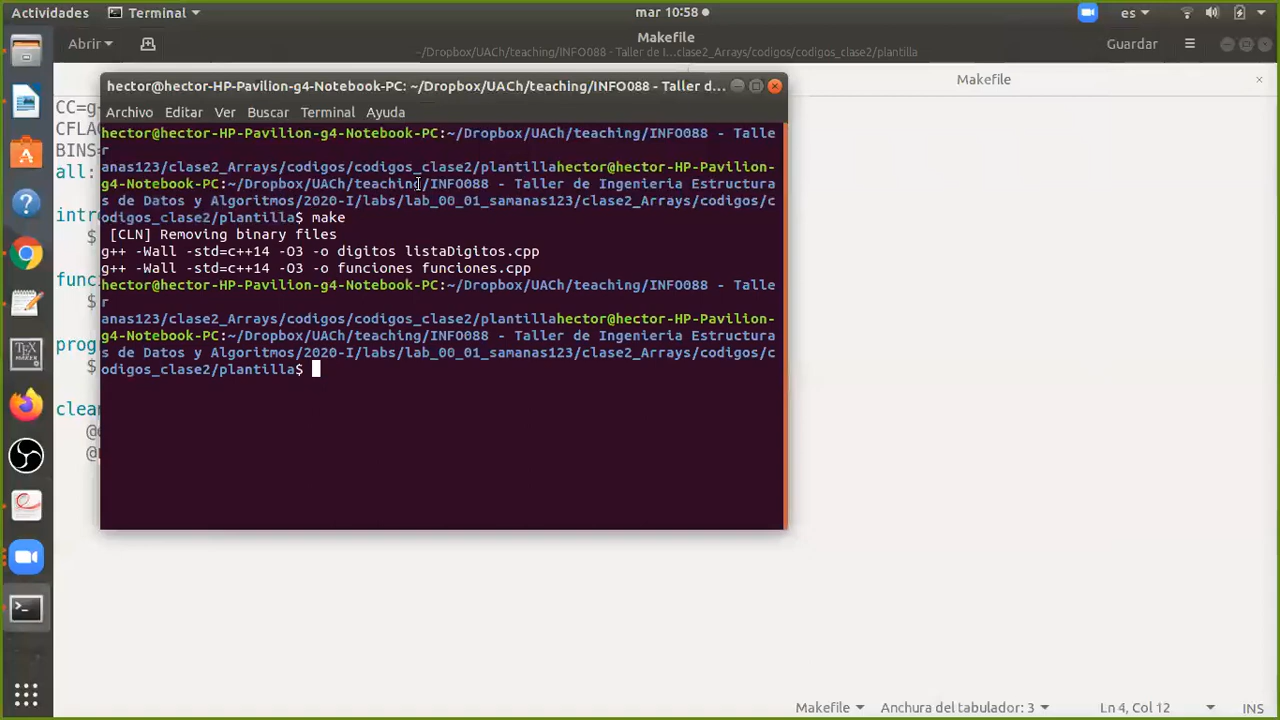 Actividades Terminal mar 10:58 es
Abrir Makefile Guardar
~/Dropbox/UACh/teaching/INFO088 - Taller de I...clase2_Arrays/codigos/codigos_clase2/plantilla
Makefile
hector@hector-HP-Pavilion-g4-Notebook-PC: ~/Dropbox/UACh/teaching/INFO088 - Taller d...
Archivo Editar Ver Buscar Terminal Ayuda
CC=g
CFLAG
BINS=
all:
intr
$
func
$
prog
$
clea
@
@
hector@hector-HP-Pavilion-g4-Notebook-PC:~/Dropbox/UACh/teaching/INFO088 - Talle
r
anas123/clase2_Arrays/codigos/codigos_clase2/plantillahector@hector-HP-Pavilion-
g4-Notebook-PC:~/Dropbox/UACh/teaching/INFO088 - Taller de Ingenieria Estructura
s de Datos y Algoritmos/2020-I/labs/lab_00_01_samanas123/clase2_Arrays/codigos/c
odigos_clase2/plantilla$ make
[CLN] Removing binary files
g++ -Wall -std=c++14 -O3 -o digitos listaDigitos.cpp
g++ -Wall -std=c++14 -O3 -o funciones funciones.cpp
hector@hector-HP-Pavilion-g4-Notebook-PC:~/Dropbox/UACh/teaching/INFO088 - Talle
r
anas123/clase2_Arrays/codigos/codigos_clase2/plantillahector@hector-HP-Pavilion-
g4-Notebook-PC:~/Dropbox/UACh/teaching/INFO088 - Taller de Ingenieria Estructura
s de Datos y Algoritmos/2020-I/labs/lab_00_01_samanas123/clase2_Arrays/codigos/c
odigos_clase2/plantilla$
Makefile Anchura del tabulador: 3 Ln 4, Col 12 INS